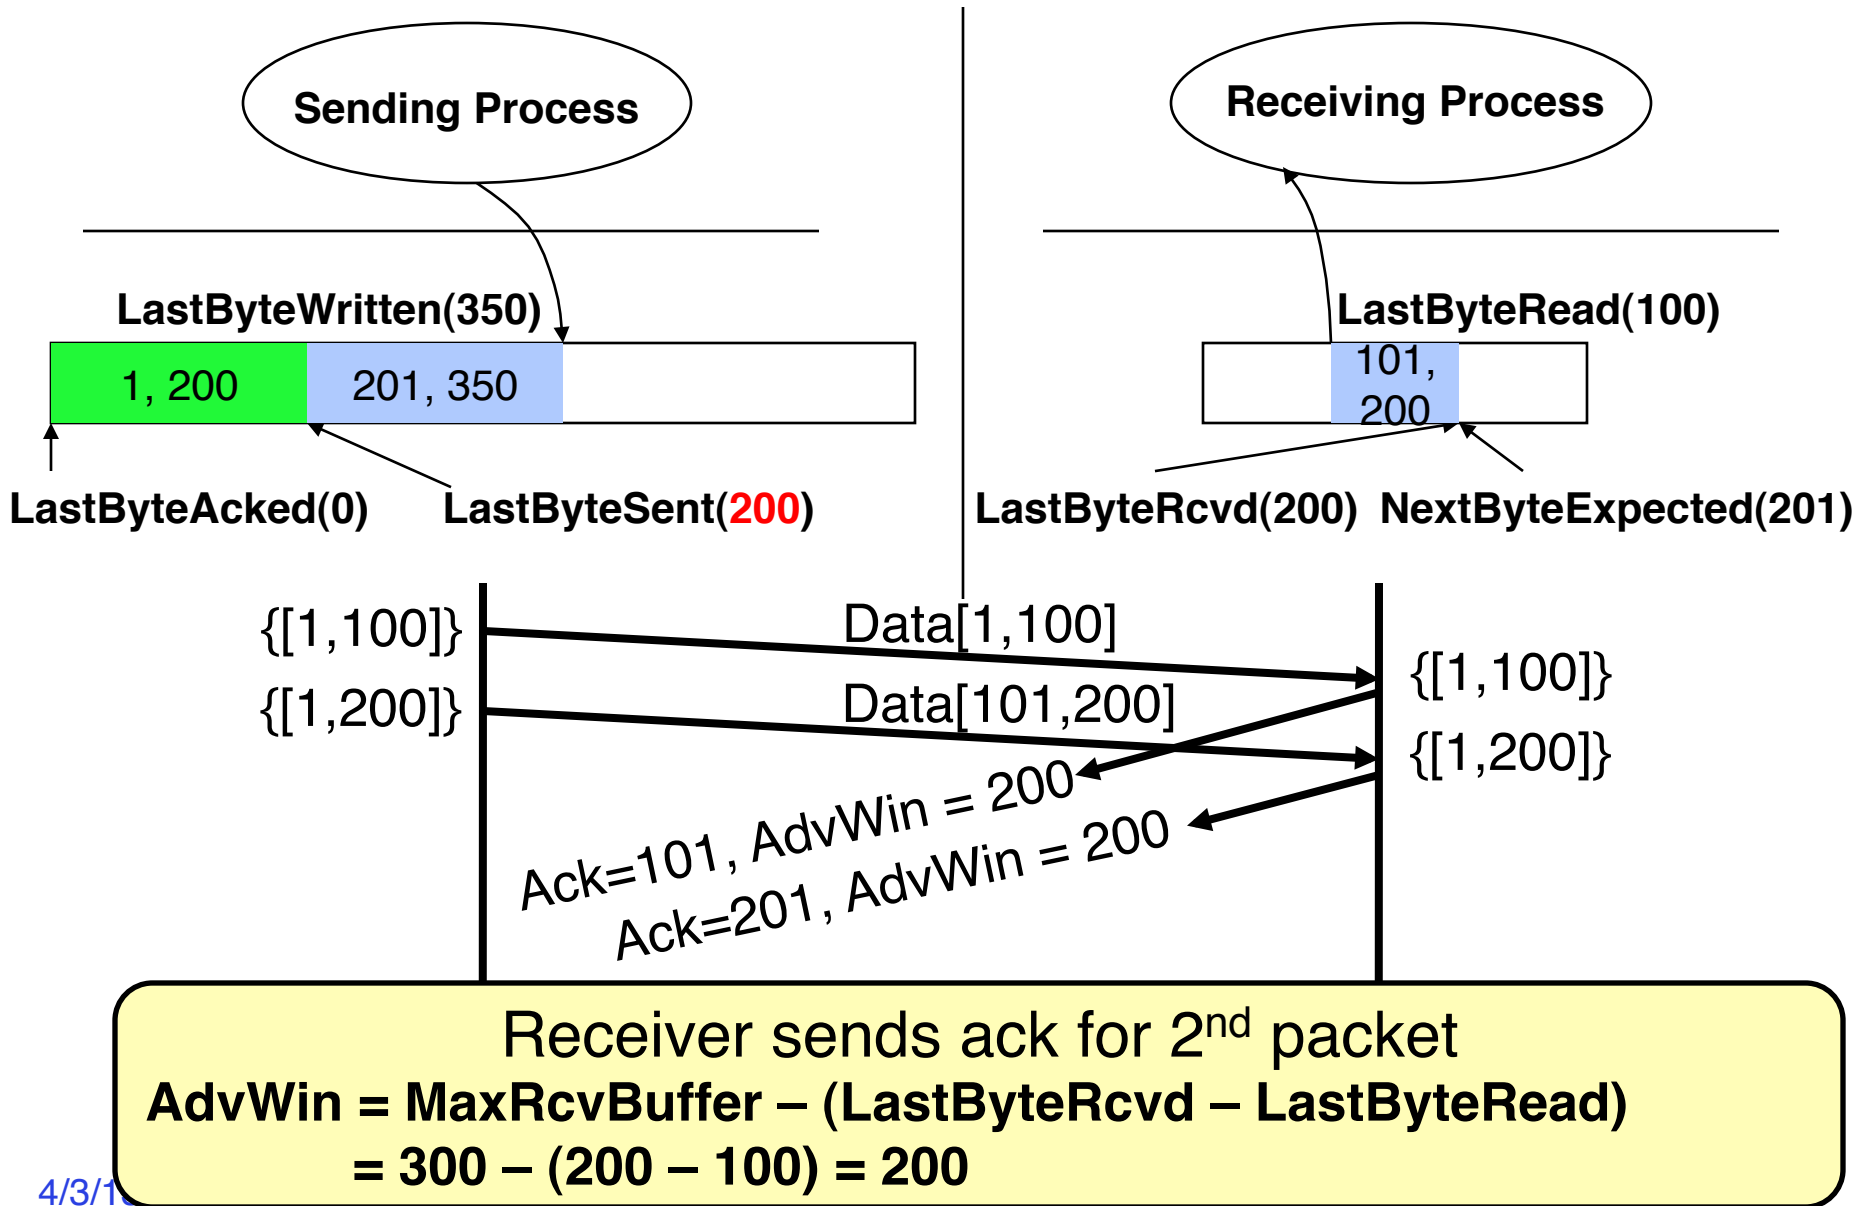 Sending Process
Receiving Process
LastByteWritten(350)
LastByteRead(100)
1, 200
201, 350
101,
200
LastByteAcked(0)
LastByteSent(200)
LastByteRcvd(200)
NextByteExpected(201)
{[1,100]}
Data[1,100]
{[1,100]}
{[1,200]}
Data[101,200]
{[1,200]}
Ack=101, AdvWin = 200
Ack=201, AdvWin = 200
Receiver sends ack for 2nd packet
AdvWin = MaxRcvBuffer – (LastByteRcvd – LastByteRead)
= 300 – (200 – 100) = 200